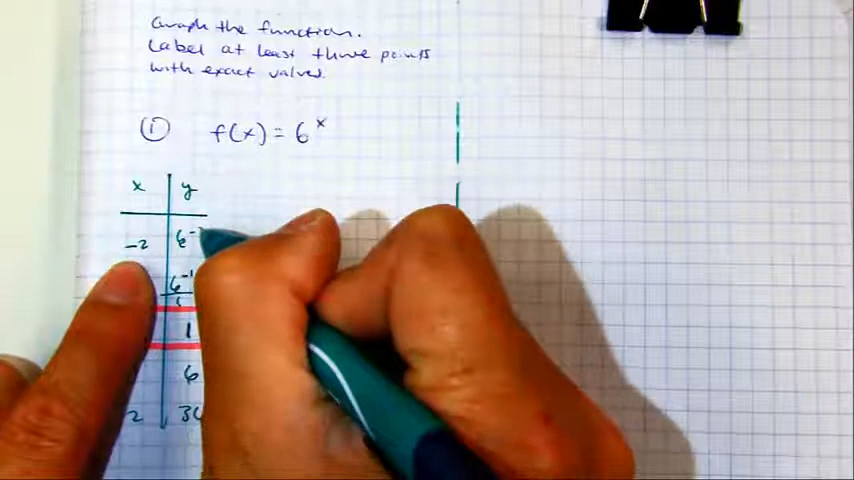 Graph the function.
Label at least three points
with exact values.
① f(x) = 6^x
x y
-2 6^-2
6^-1
1
6
2 36